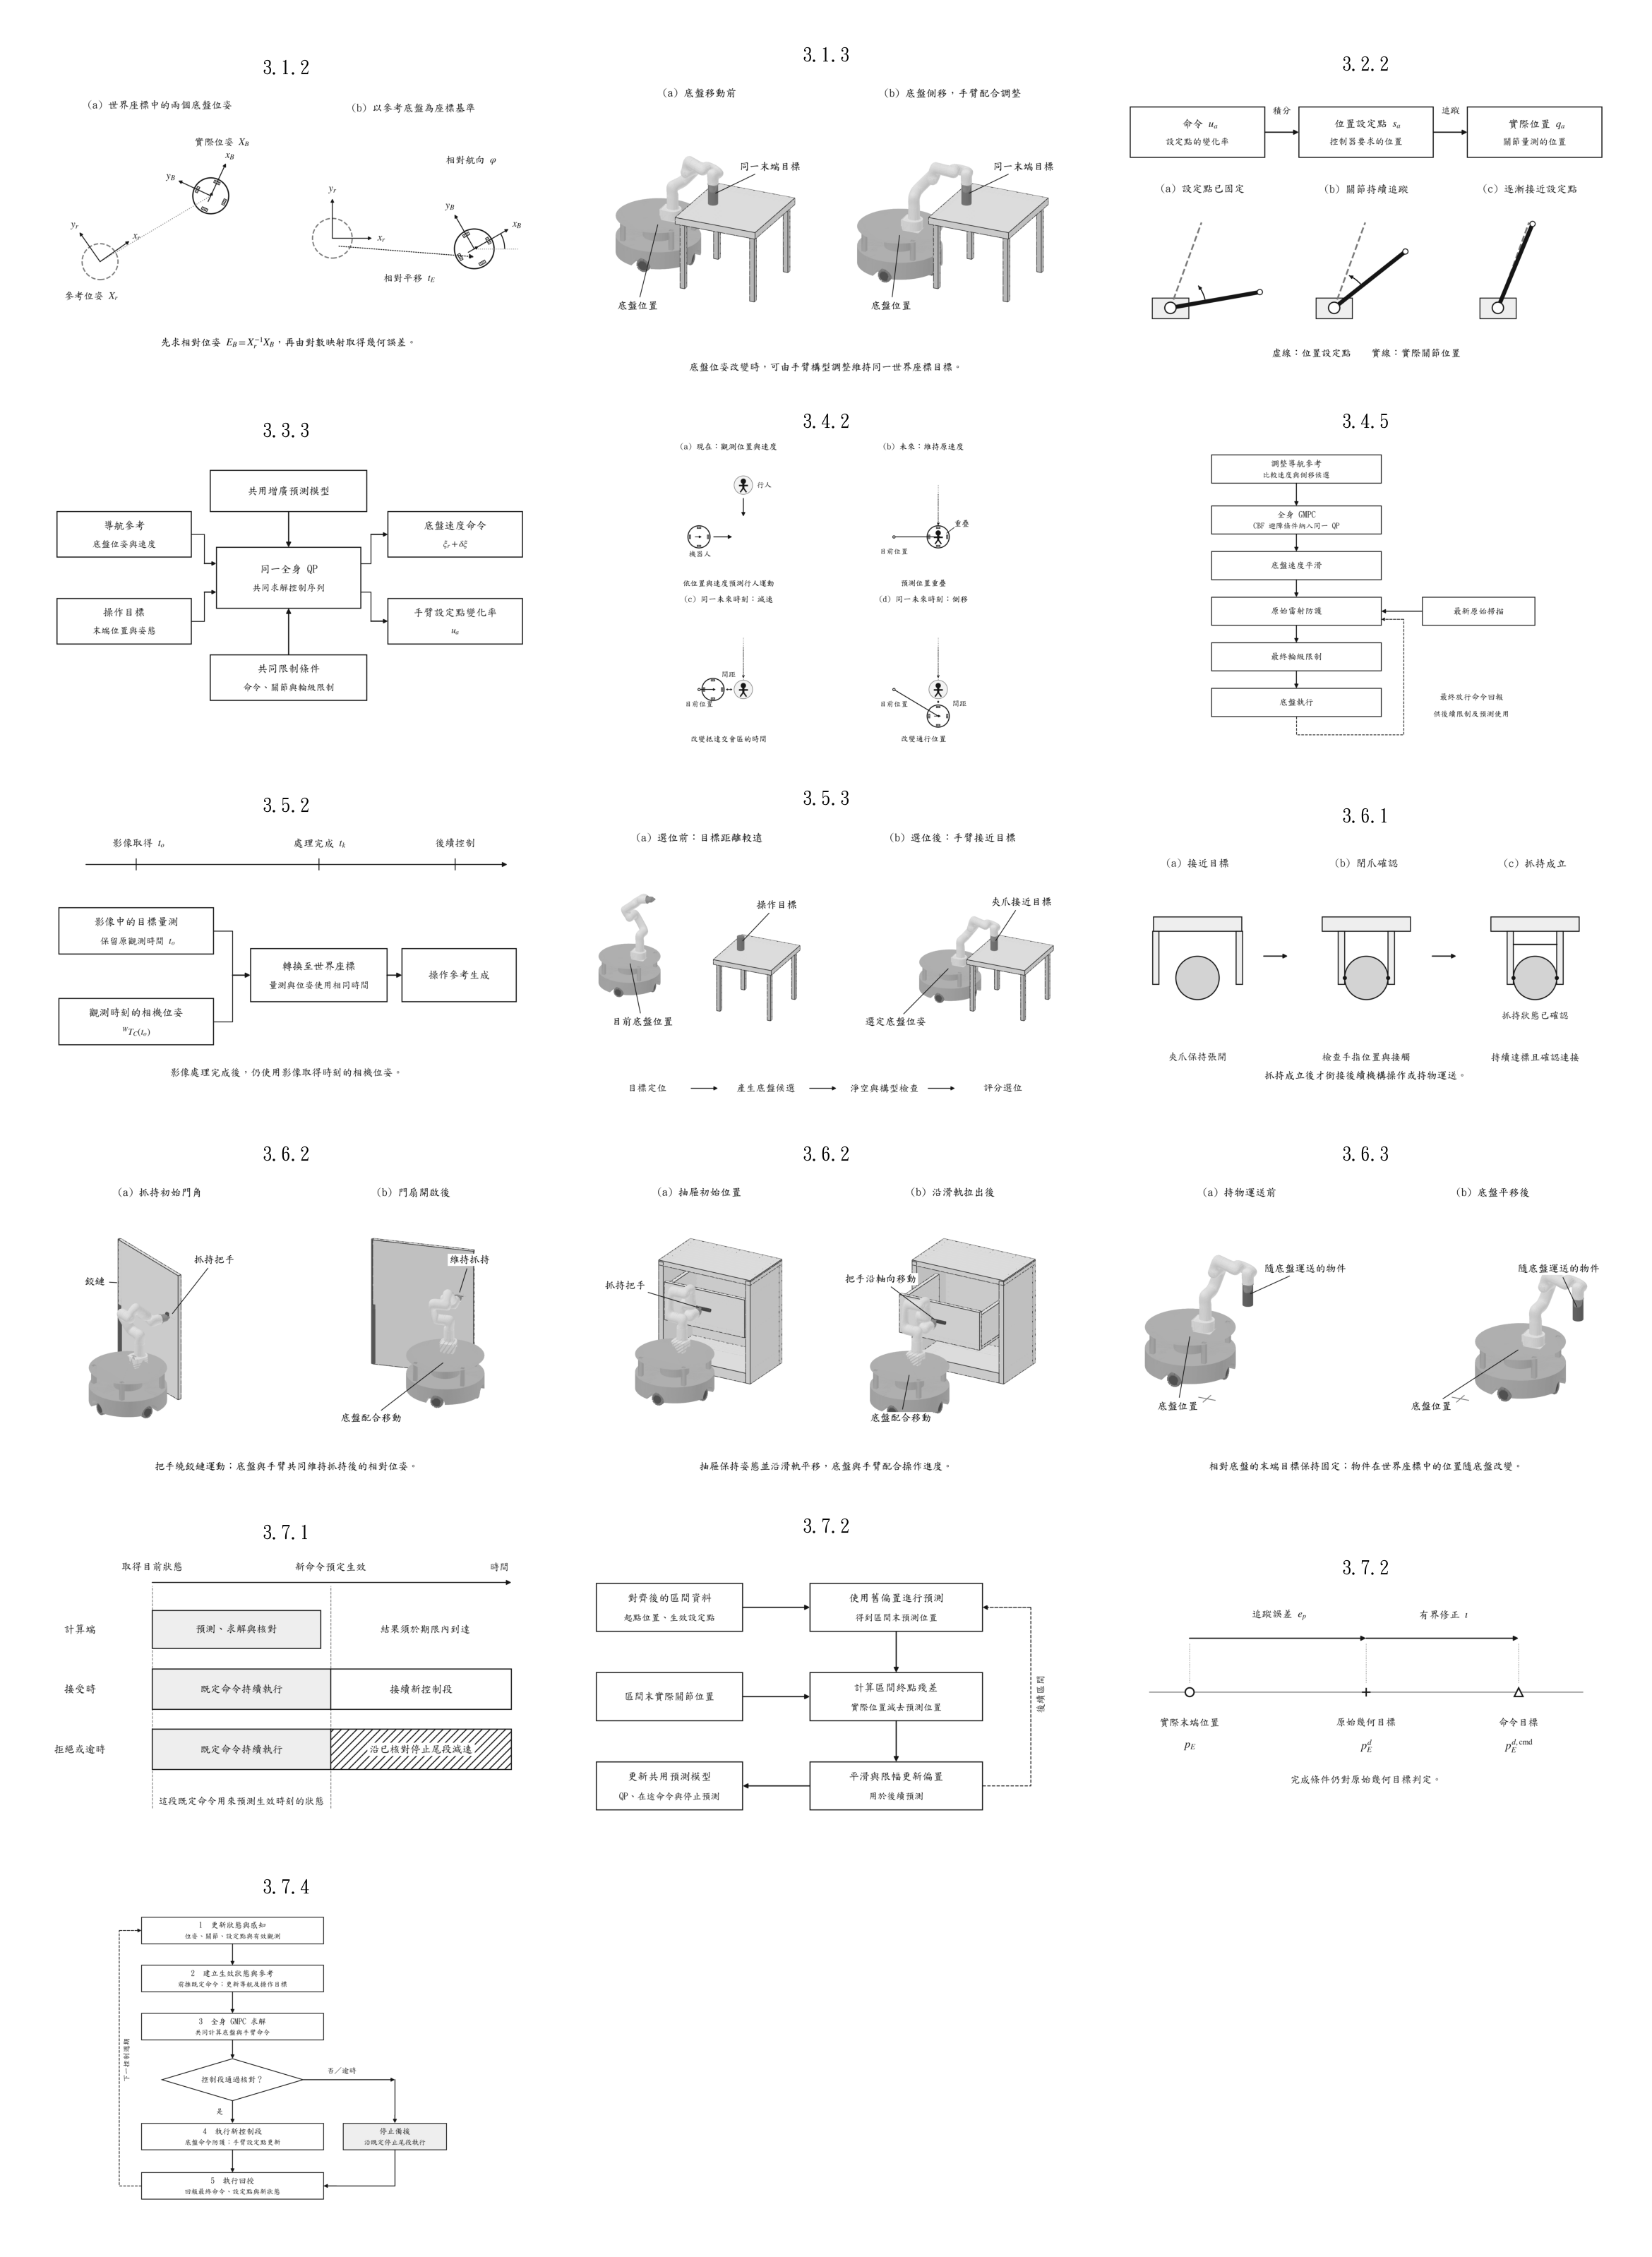 3.1.2
(a) 世界座標中的兩個底盤位姿
(b) 以參考底盤為座標基準
實際位姿 X_B
x_B
y_B
y_r
x_r
參考位姿 X_r
相對航向 φ
y_r
y_B
x_B
x_r
相對平移 t_E
先求相對位姿 E_B=X_r^{-1}X_B，再由對數映射取得幾何誤差。
3.1.3
(a) 底盤移動前
(b) 底盤側移，手臂配合調整
同一末端目標
同一末端目標
底盤位置
底盤位置
底盤位姿改變時，可由手臂構型調整維持同一世界座標目標。
3.2.2
命令 u_a
設定點的變化率
積分
位置設定點 s_a
控制器要求的位置
追蹤
實際位置 q_a
關節量測的位置
(a) 設定點已固定
(b) 關節持續追蹤
(c) 逐漸接近設定點
虛線：位置設定點 實線：實際關節位置
3.3.3
共用增廣預測模型
導航參考
底盤位姿與速度
底盤速度命令
ξ_r+δξ
同一全身 QP
共同求解控制序列
操作目標
末端位置與姿態
手臂設定點變化率
u_a
共同限制條件
命令、關節與輪級限制
3.4.2
(a) 現在：觀測位置與速度
(b) 未來：維持原速度
行人
重疊
機器人
目前位置
依位置與速度預測行人運動
預測位置重疊
(c) 同一未來時刻：減速
(d) 同一未來時刻：側移
間距
目前位置
目前位置
間距
改變抵達交會區的時間
改變通行位置
3.4.5
調整導航參考
比較速度與側移候選
全身 GMPC
CBF 避障條件納入同一 QP
底盤速度平滑
原始雷射防護
最新原始掃描
最終輪級限制
底盤執行
最終放行命令回報
供後續限制及預測使用
3.5.2
影像取得 t_o
處理完成 t_k
後續控制
影像中的目標量測
保留原觀測時間 t_o
轉換至世界座標
量測與位姿使用相同時間
操作參考生成
觀測時刻的相機位姿
^WT_C(t_o)
影像處理完成後，仍使用影像取得時刻的相機位姿。
3.5.3
(a) 選位前：目標距離較遠
(b) 選位後：手臂接近目標
操作目標
夾爪接近目標
目前底盤位置
選定底盤位姿
目標定位
產生底盤候選
淨空與構型檢查
評分選位
3.6.1
(a) 接近目標
(b) 閉爪確認
(c) 抓持成立
抓持狀態已確認
夾爪保持張開
檢查手指位置與接觸
持續達標且確認連接
抓持成立後才銜接後續機構操作或持物運送。
3.6.2
(a) 抓持初始門角
(b) 門扇開啟後
鉸鏈
抓持把手
維持抓持
底盤配合移動
把手繞鉸鏈運動；底盤與手臂共同維持抓持後的相對位姿。
3.6.2
(a) 抽屜初始位置
(b) 沿滑軌拉出後
抓持把手
把手沿軸向移動
底盤配合移動
抽屜保持姿態並沿滑軌平移，底盤與手臂配合操作進度。
3.6.3
(a) 持物運送前
(b) 底盤平移後
隨底盤運送的物件
隨底盤運送的物件
底盤位置
底盤位置
相對底盤的末端目標保持固定；物件在世界座標中的位置隨底盤改變。
3.7.1
取得目前狀態
新命令預定生效
時間
計算端
預測、求解與核對
結果須於期限內到達
接受時
既定命令持續執行
接續新控制段
拒絕或逾時
既定命令持續執行
沿已核對停止尾段減速
這段既定命令用來預測生效時刻的狀態
3.7.2
對齊後的區間資料
起點位置、生效設定點
使用舊偏置進行預測
得到區間末預測位置
區間末實際關節位置
計算區間終點殘差
實際位置減去預測位置
後續區間
更新共用預測模型
QP、在途命令與停止預測
平滑與限幅更新偏置
用於後續預測
3.7.2
追蹤誤差 e_p
有界修正 ι
實際末端位置
原始幾何目標
命令目標
p_E
p_E^d
p_E^{d,cmd}
完成條件仍對原始幾何目標判定。
3.7.4
1 更新狀態與感知
位姿、關節、設定點與有效觀測
2 建立生效狀態與參考
前推既定命令；更新導航及操作目標
3 全身 GMPC 求解
共同計算底盤與手臂命令
下一控制週期
控制段通過核對？
否／逾時
是
4 執行新控制段
底盤命令防護；手臂設定點更新
停止備援
沿既定停止尾段執行
5 執行回授
回報最終命令、設定點與新狀態